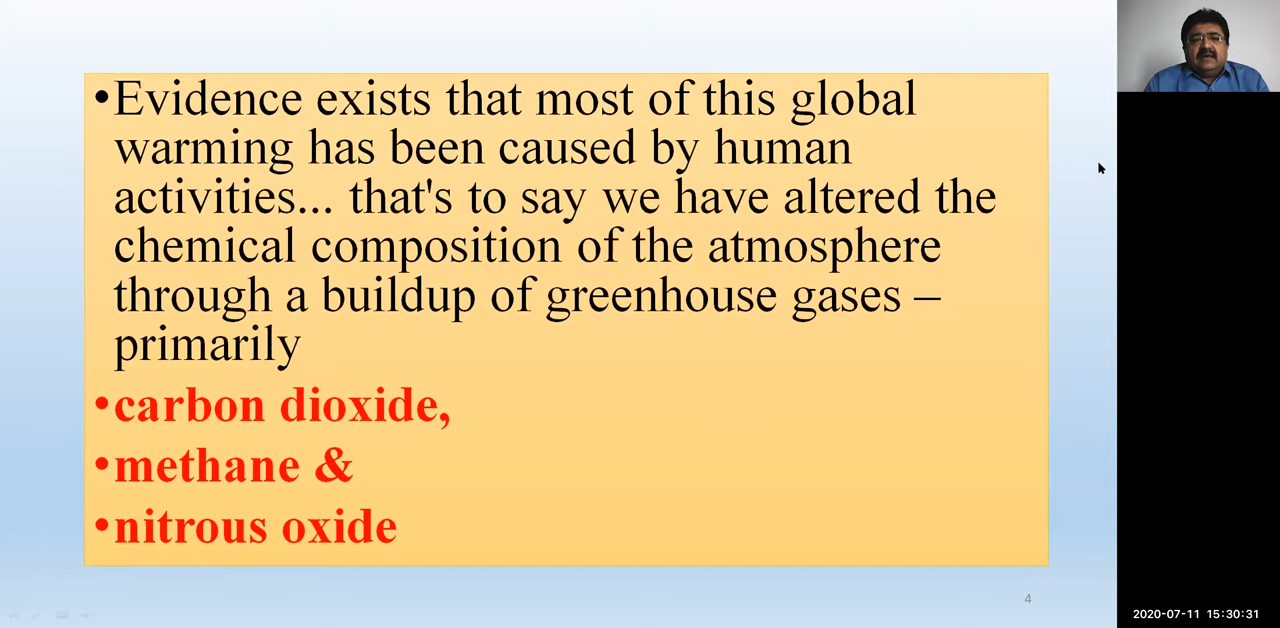 •Evidence exists that most of this global
warming has been caused by human
activities... that's to say we have altered the
chemical composition of the atmosphere
through a buildup of greenhouse gases –
primarily
•carbon dioxide,
•methane &
•nitrous oxide
4
2020-07-11 15:30:31